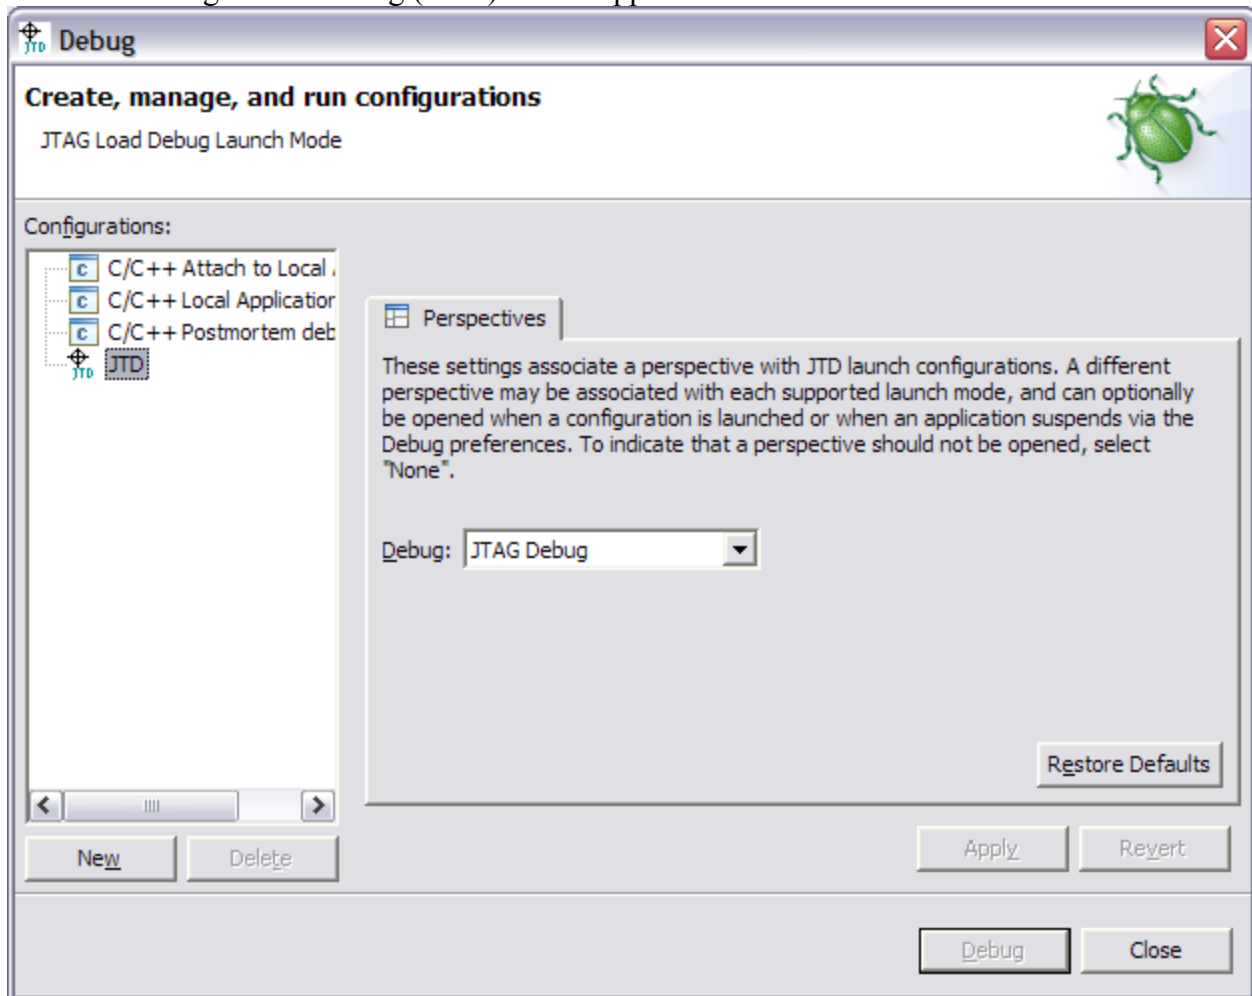 JTD Debug
Create, manage, and run configurations
JTAG Load Debug Launch Mode
Configurations:
C/C++ Attach to Local
C/C++ Local Application
C/C++ Postmortem deb
JTD JTD
Perspectives
These settings associate a perspective with JTD launch configurations. A different
perspective may be associated with each supported launch mode, and can optionally
be opened when a configuration is launched or when an application suspends via the
Debug preferences. To indicate that a perspective should not be opened, select
"None".
Debug: JTAG Debug
Restore Defaults
New Delete
Apply Revert
Debug Close